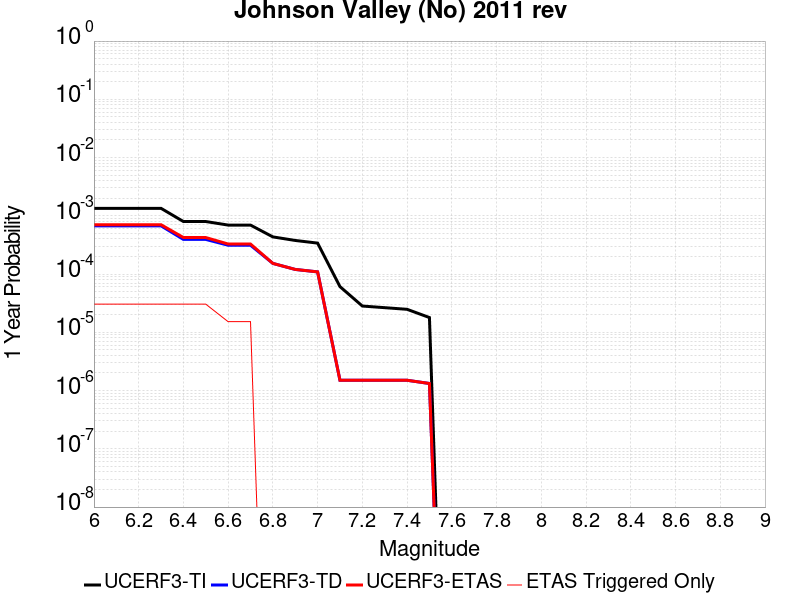 Johnson Valley (No) 2011 rev
10^0
10^-1
10^-2
10^-3
10^-4
10^-5
10^-6
10^-7
10^-8
1 Year Probability
6 6.2 6.4 6.6 6.8 7 7.2 7.4 7.6 7.8 8 8.2 8.4 8.6 8.8 9
Magnitude
UCERF3-TI UCERF3-TD UCERF3-ETAS ETAS Triggered Only